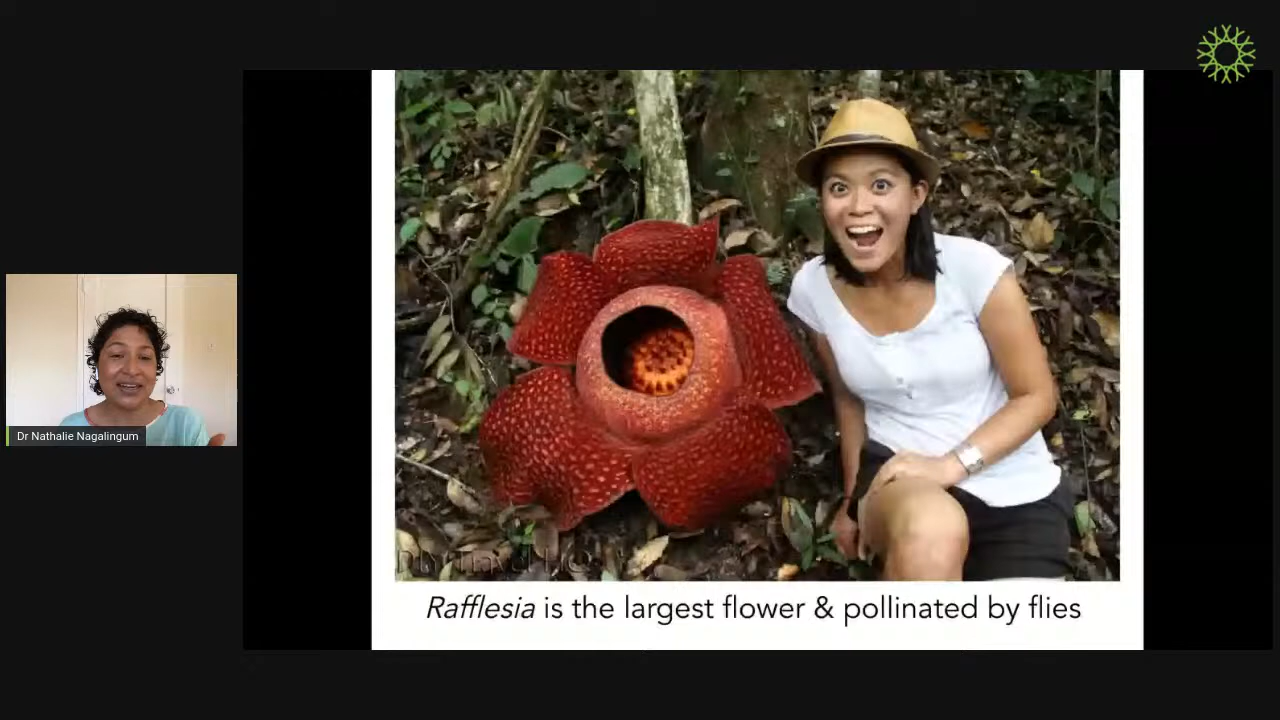 Dr Nathalie Nagalingum
Rafflesia is the largest flower & pollinated by flies